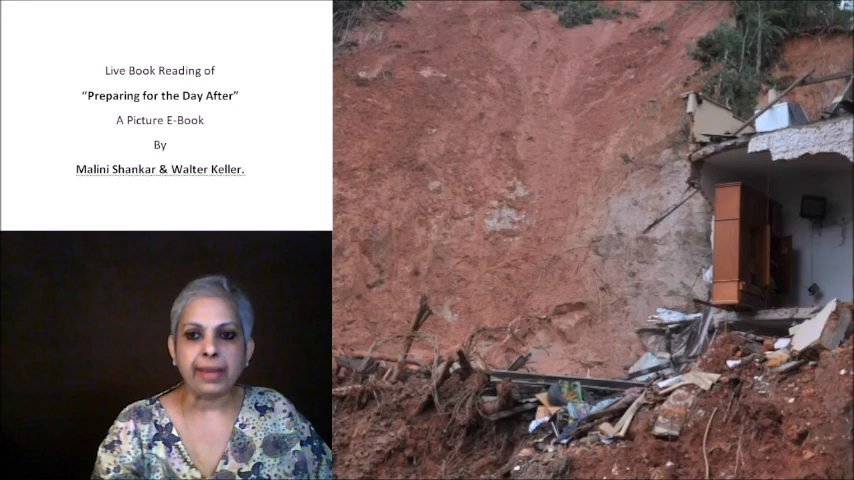 Live Book Reading of
“Preparing for the Day After”
A Picture E-Book
By
Malini Shankar & Walter Keller.